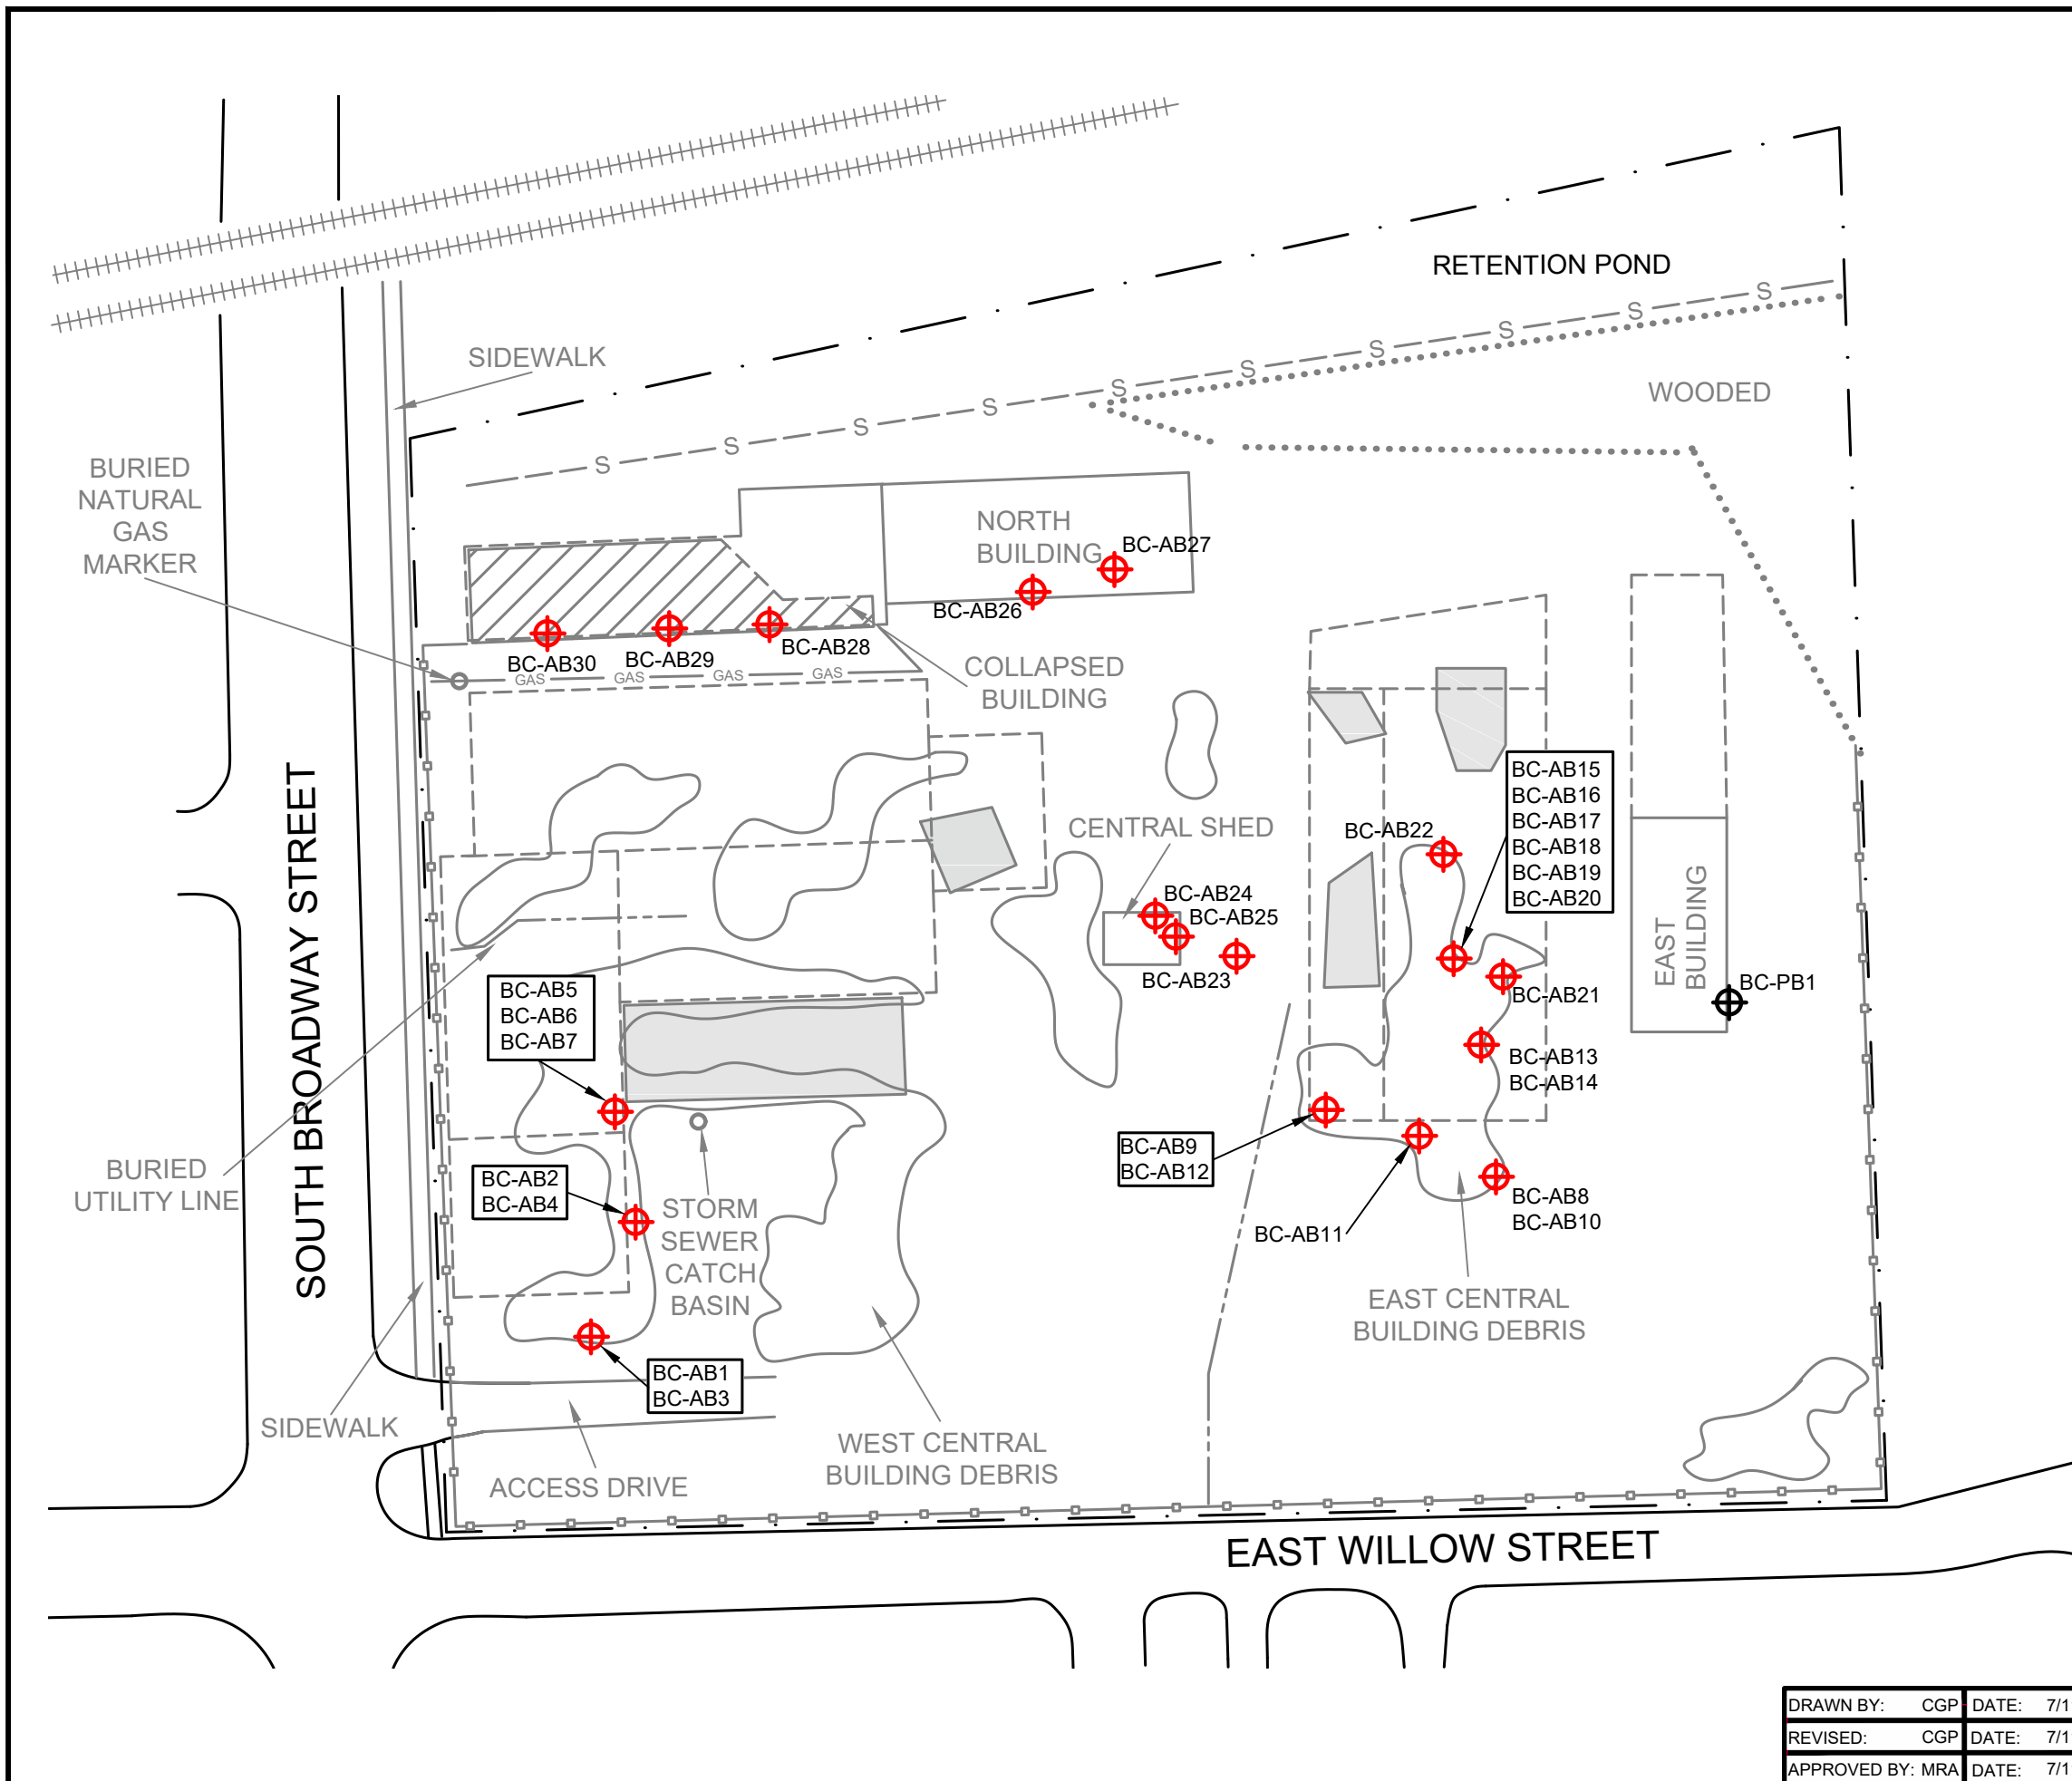 RETENTION POND
S
S
S
S
S
S
S
S
S
S
SIDEWALK
WOODED
BURIED
NATURAL
GAS
MARKER
NORTH
BUILDING
BC-AB27
BC-AB26
BC-AB30
BC-AB29
BC-AB28
GAS
GAS
GAS
GAS
COLLAPSED
BUILDING
SOUTH BROADWAY STREET
CENTRAL SHED
BC-AB22
BC-AB15
BC-AB16
BC-AB17
BC-AB18
BC-AB19
BC-AB20
BC-AB24
BC-AB25
BC-AB23
EAST
BUILDING
BC-PB1
BC-AB21
BC-AB5
BC-AB6
BC-AB7
BC-AB13
BC-AB14
BURIED
UTILITY LINE
BC-AB2
BC-AB4
STORM
SEWER
CATCH
BASIN
BC-AB9
BC-AB12
BC-AB11
BC-AB8
BC-AB10
EAST CENTRAL
BUILDING DEBRIS
BC-AB1
BC-AB3
SIDEWALK
ACCESS DRIVE
WEST CENTRAL
BUILDING DEBRIS
EAST WILLOW STREET
DRAWN BY: CGP DATE: 7/1
REVISED: CGP DATE: 7/1
APPROVED BY: MRA DATE: 7/1